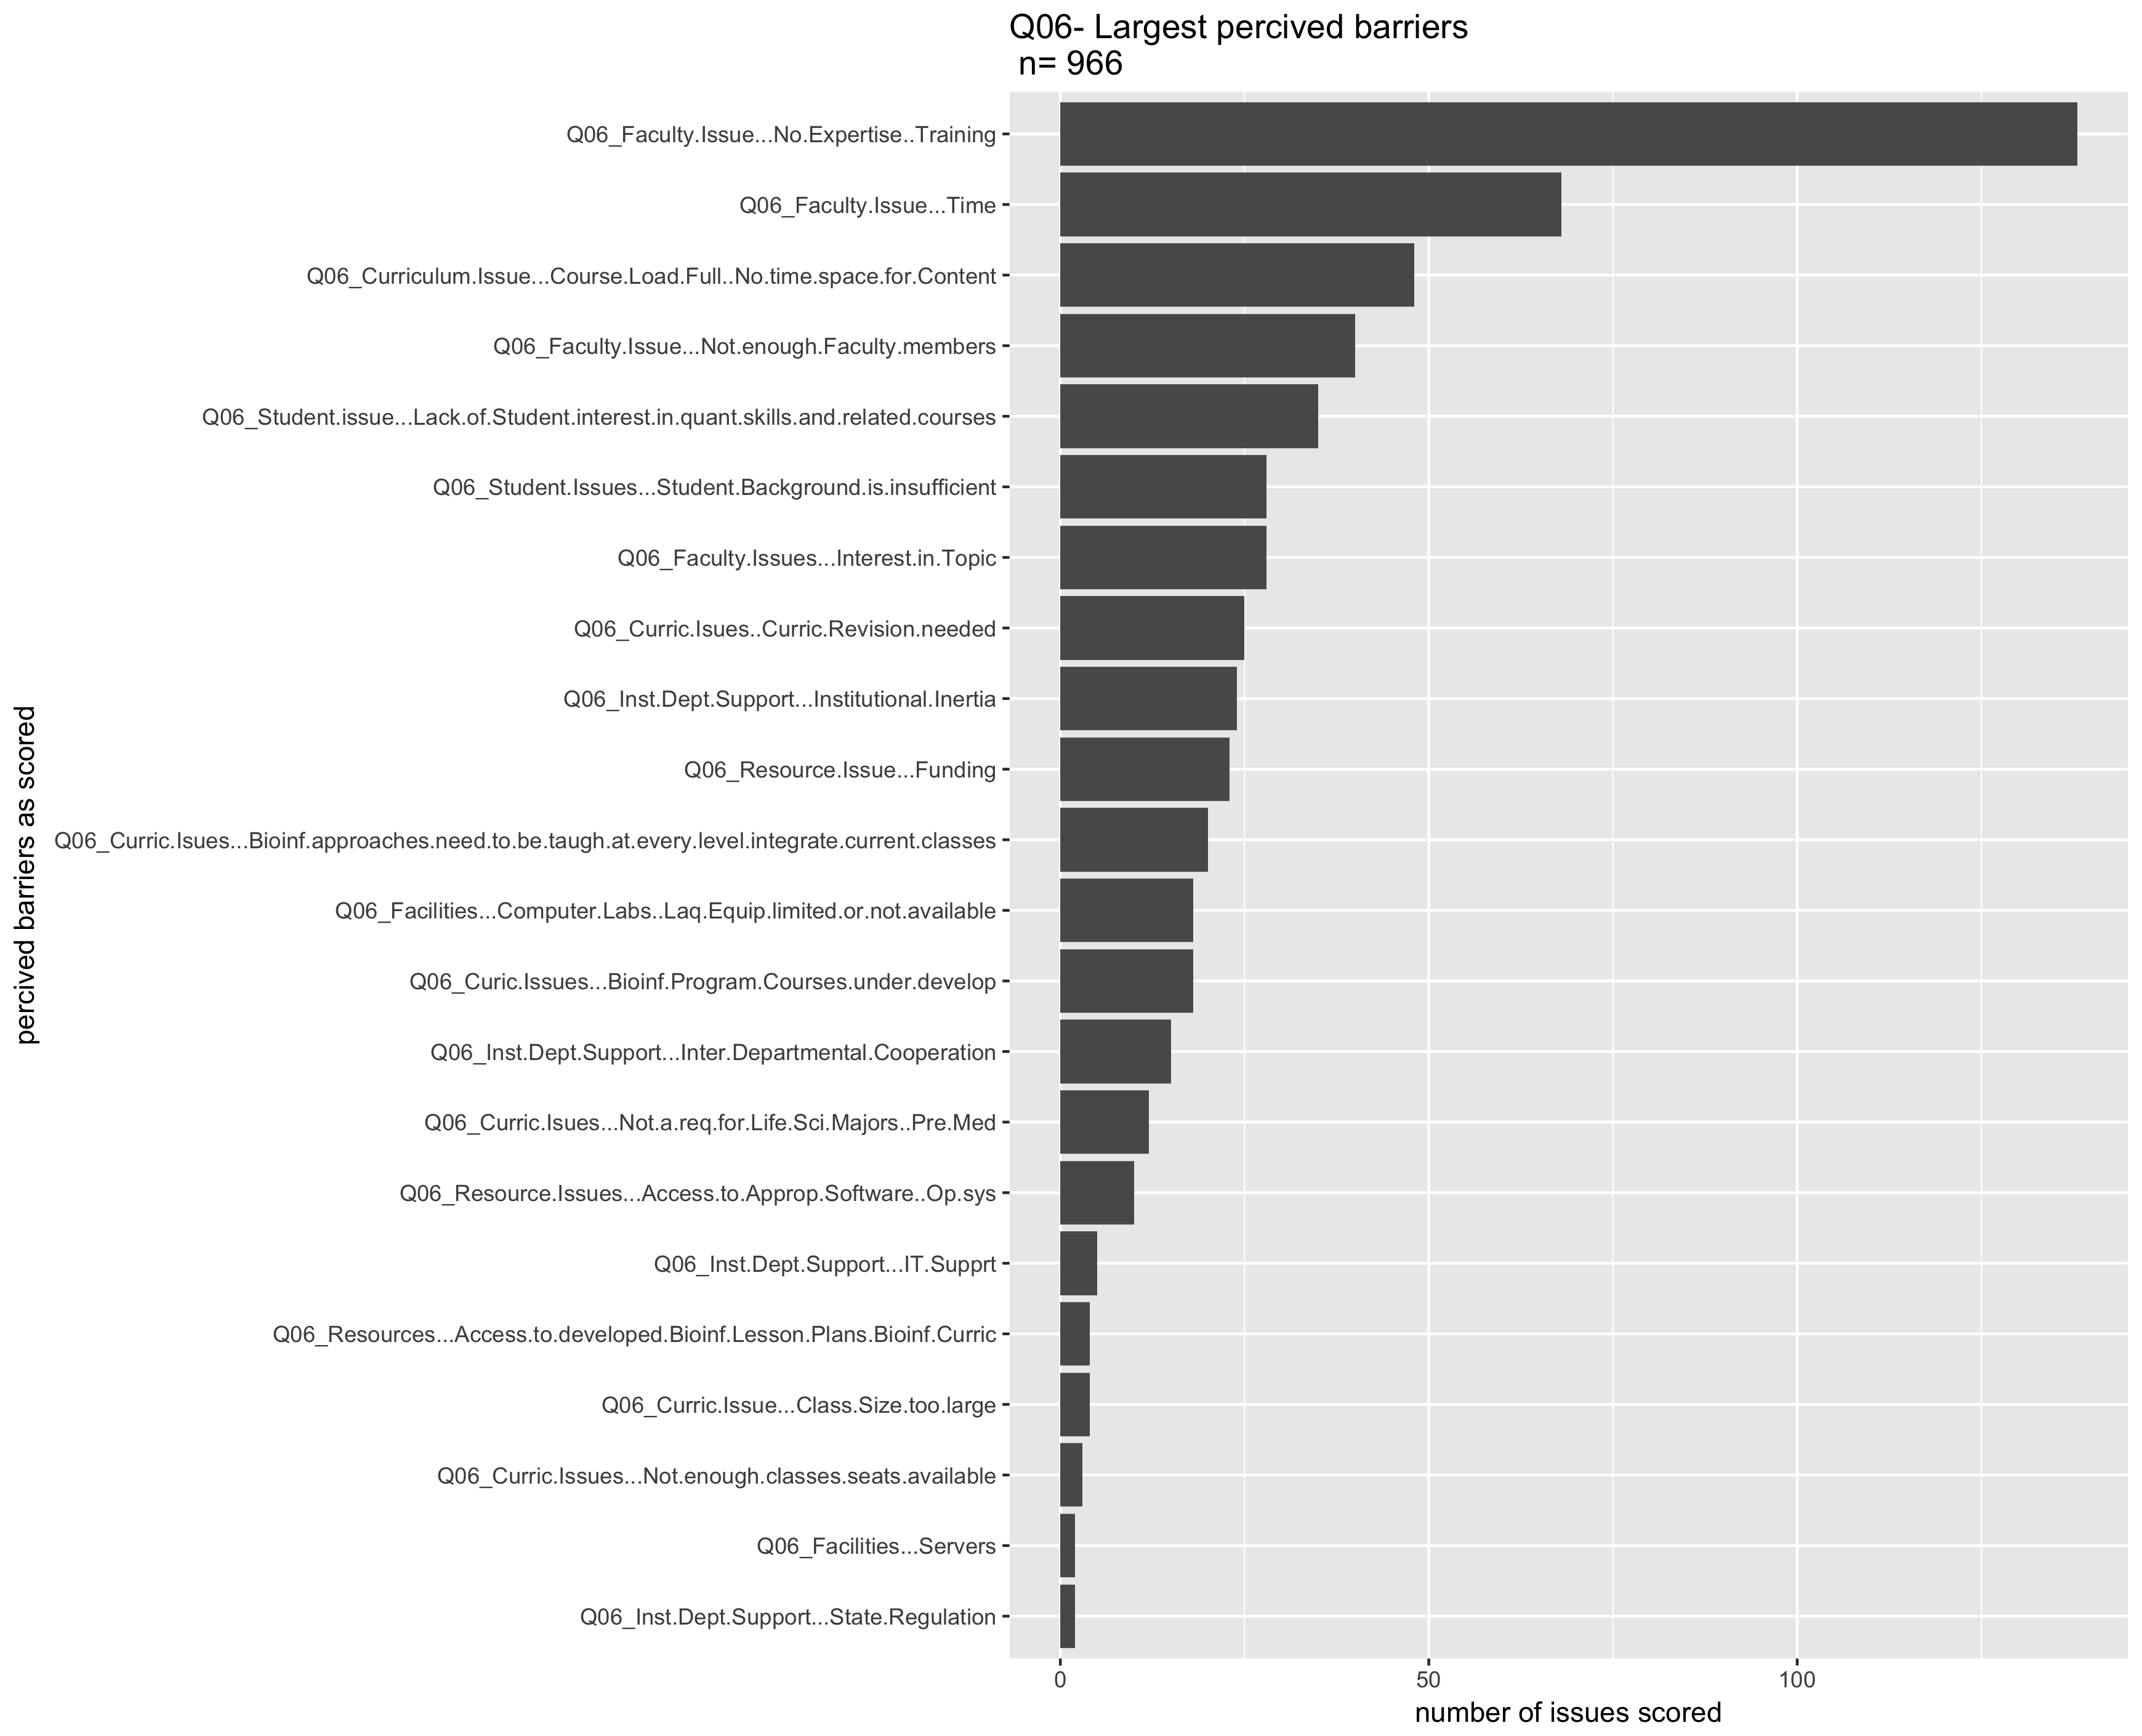 Q06- Largest percived barriers
n= 966
Q06_Faculty.Issue...No.Expertise..Training
Q06_Faculty.Issue...Time
Q06_Curriculum.Issue...Course.Load.Full..No.time.space.for.Content
Q06_Faculty.Issue...Not.enough.Faculty.members
Q06_Student.issue...Lack.of.Student.interest.in.quant.skills.and.related.courses
Q06_Student.Issues...Student.Background.is.insufficient
Q06_Faculty.Issues...Interest.in.Topic
Q06_Curric.Isues..Curric.Revision.needed
Q06_Inst.Dept.Support...Institutional.Inertia
Q06_Resource.Issue...Funding
Q06_Curric.Isues...Bioinf.approaches.need.to.be.taugh.at.every.level.integrate.current.classes
Q06_Facilities...Computer.Labs..Laq.Equip.limited.or.not.available
Q06_Curic.Issues...Bioinf.Program.Courses.under.develop
Q06_Inst.Dept.Support...Inter.Departmental.Cooperation
Q06_Curric.Isues...Not.a.req.for.Life.Sci.Majors..Pre.Med
Q06_Resource.Issues...Access.to.Approp.Software..Op.sys
Q06_Inst.Dept.Support...IT.Supprt
Q06_Resources...Access.to.developed.Bioinf.Lesson.Plans.Bioinf.Curric
Q06_Curric.Issue...Class.Size.too.large
Q06_Curric.Issues...Not.enough.classes.seats.available
Q06_Facilities...Servers
Q06_Inst.Dept.Support...State.Regulation
percived barriers as scored
0 50 100
number of issues scored